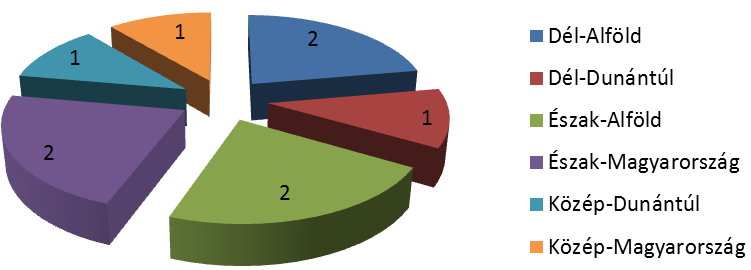 2
1
2
2
1
1
Dél-Alföld
Dél-Dunántúl
Észak-Alföld
Észak-Magyarország
Közép-Dunántúl
Közép-Magyarország